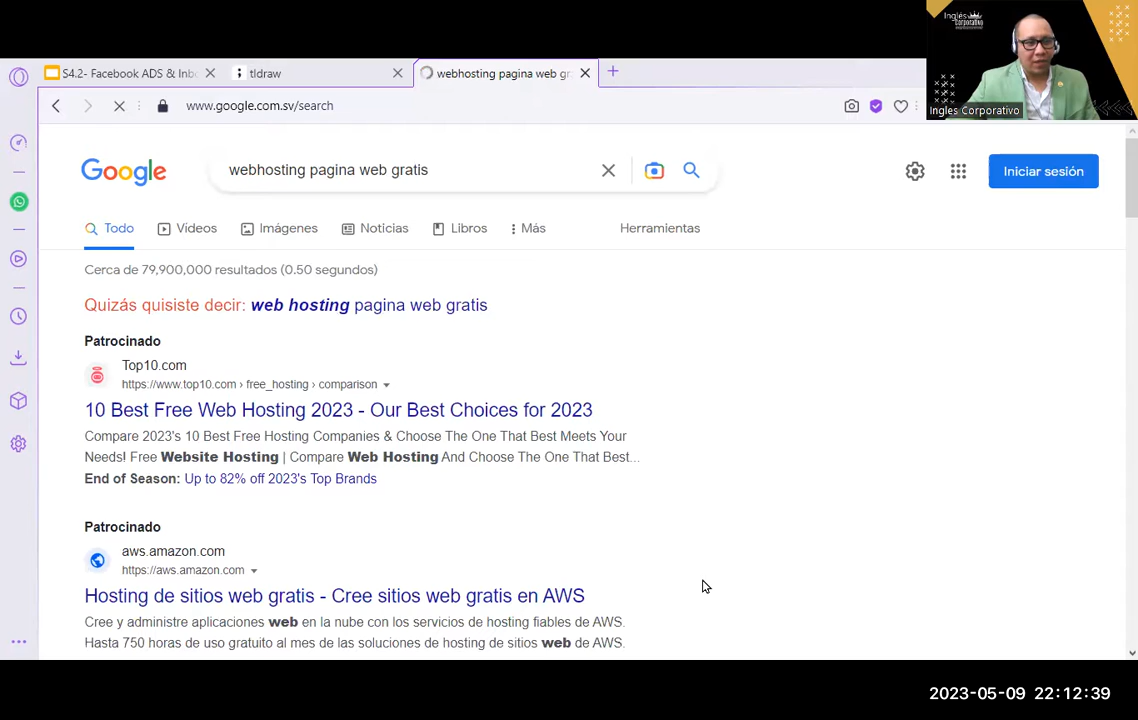 S4.2- Facebook ADS & Inb
tldraw
webhosting pagina web gr
www.google.com.sv/search
Inglés
Corporativo
Ingles Corporativo
Google
webhosting pagina web gratis
Iniciar sesión
Todo
Vídeos
Imágenes
Noticias
Libros
Más
Herramientas
Cerca de 79,900,000 resultados (0.50 segundos)
Quizás quisiste decir: web hosting pagina web gratis
Patrocinado
Top10.com
https://www.top10.com › free_hosting › comparison
10 Best Free Web Hosting 2023 - Our Best Choices for 2023
Compare 2023's 10 Best Free Hosting Companies & Choose The One That Best Meets Your
Needs! Free Website Hosting | Compare Web Hosting And Choose The One That Best...
End of Season: Up to 82% off 2023's Top Brands
Patrocinado
aws.amazon.com
https://aws.amazon.com
Hosting de sitios web gratis - Cree sitios web gratis en AWS
Cree y administre aplicaciones web en la nube con los servicios de hosting fiables de AWS.
Hasta 750 horas de uso gratuito al mes de las soluciones de hosting de sitios web de AWS.
2023-05-09 22:12:39